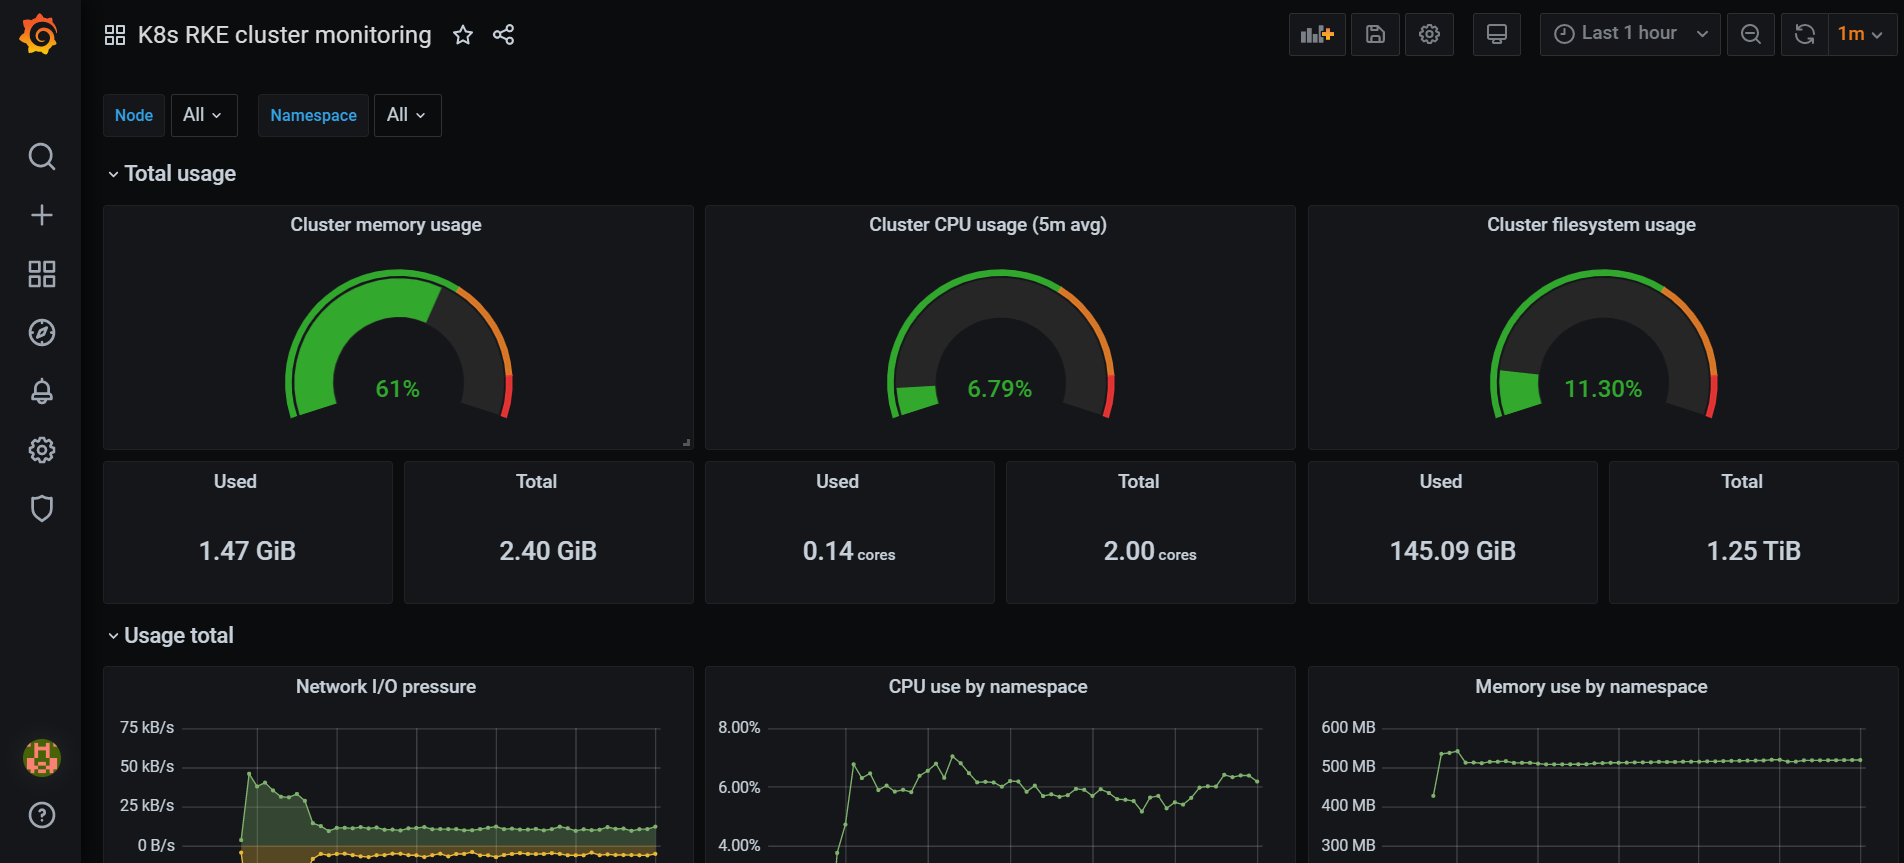 K8s RKE cluster monitoring
Last 1 hour
1m
Node All Namespace All
Total usage
Cluster memory usage
61%
Cluster CPU usage (5m avg)
6.79%
Cluster filesystem usage
11.30%
Used
1.47 GiB
Total
2.40 GiB
Used
0.14 cores
Total
2.00 cores
Used
145.09 GiB
Total
1.25 TiB
Usage total
Network I/O pressure
75 kB/s
50 kB/s
25 kB/s
0 B/s
CPU use by namespace
8.00%
6.00%
4.00%
Memory use by namespace
600 MB
500 MB
400 MB
300 MB